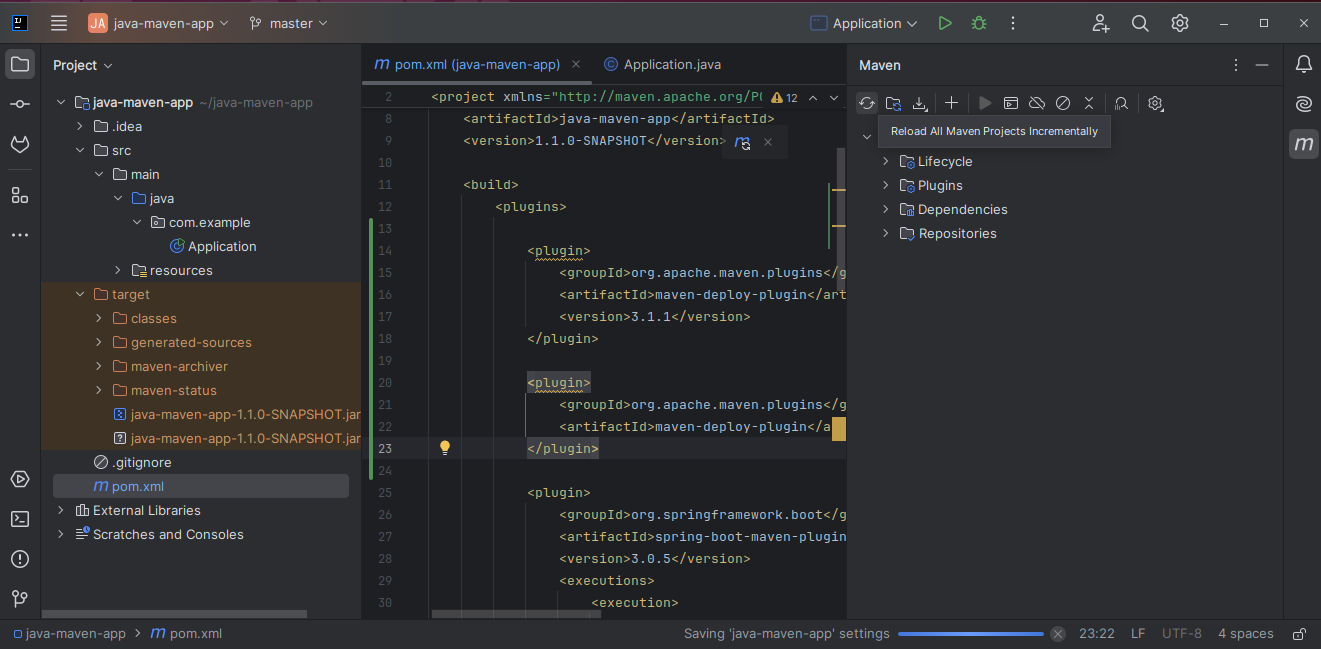 JA java-maven-app master Application
Project
java-maven-app ~/java-maven-app
.idea
src
main
java
com.example
Application
resources
target
classes
generated-sources
maven-archiver
maven-status
java-maven-app-1.1.0-SNAPSHOT.jar
java-maven-app-1.1.0-SNAPSHOT.jar
.gitignore
m pom.xml
External Libraries
Scratches and Consoles
m pom.xml (java-maven-app) Application.java
12
2 <project xmlns="http://maven.apache.org/PO
8 <artifactId>java-maven-app</artifactId>
9 <version>1.1.0-SNAPSHOT</version>
10
11 <build>
12 <plugins>
13
14 <plugin>
15 <groupId>org.apache.maven.plugins</g
16 <artifactId>maven-deploy-plugin</art
17 <version>3.1.1</version>
18 </plugin>
19
20 <plugin>
21 <groupId>org.apache.maven.plugins</g
22 <artifactId>maven-deploy-plugin</a
23 </plugin>
24
25 <plugin>
26 <groupId>org.springframework.boot</g
27 <artifactId>spring-boot-maven-plugin
28 <version>3.0.5</version>
29 <executions>
30 <execution>
Maven
Reload All Maven Projects Incrementally
Lifecycle
Plugins
Dependencies
Repositories
m
java-maven-app > m pom.xml
Saving 'java-maven-app' settings 23:22 LF UTF-8 4 spaces